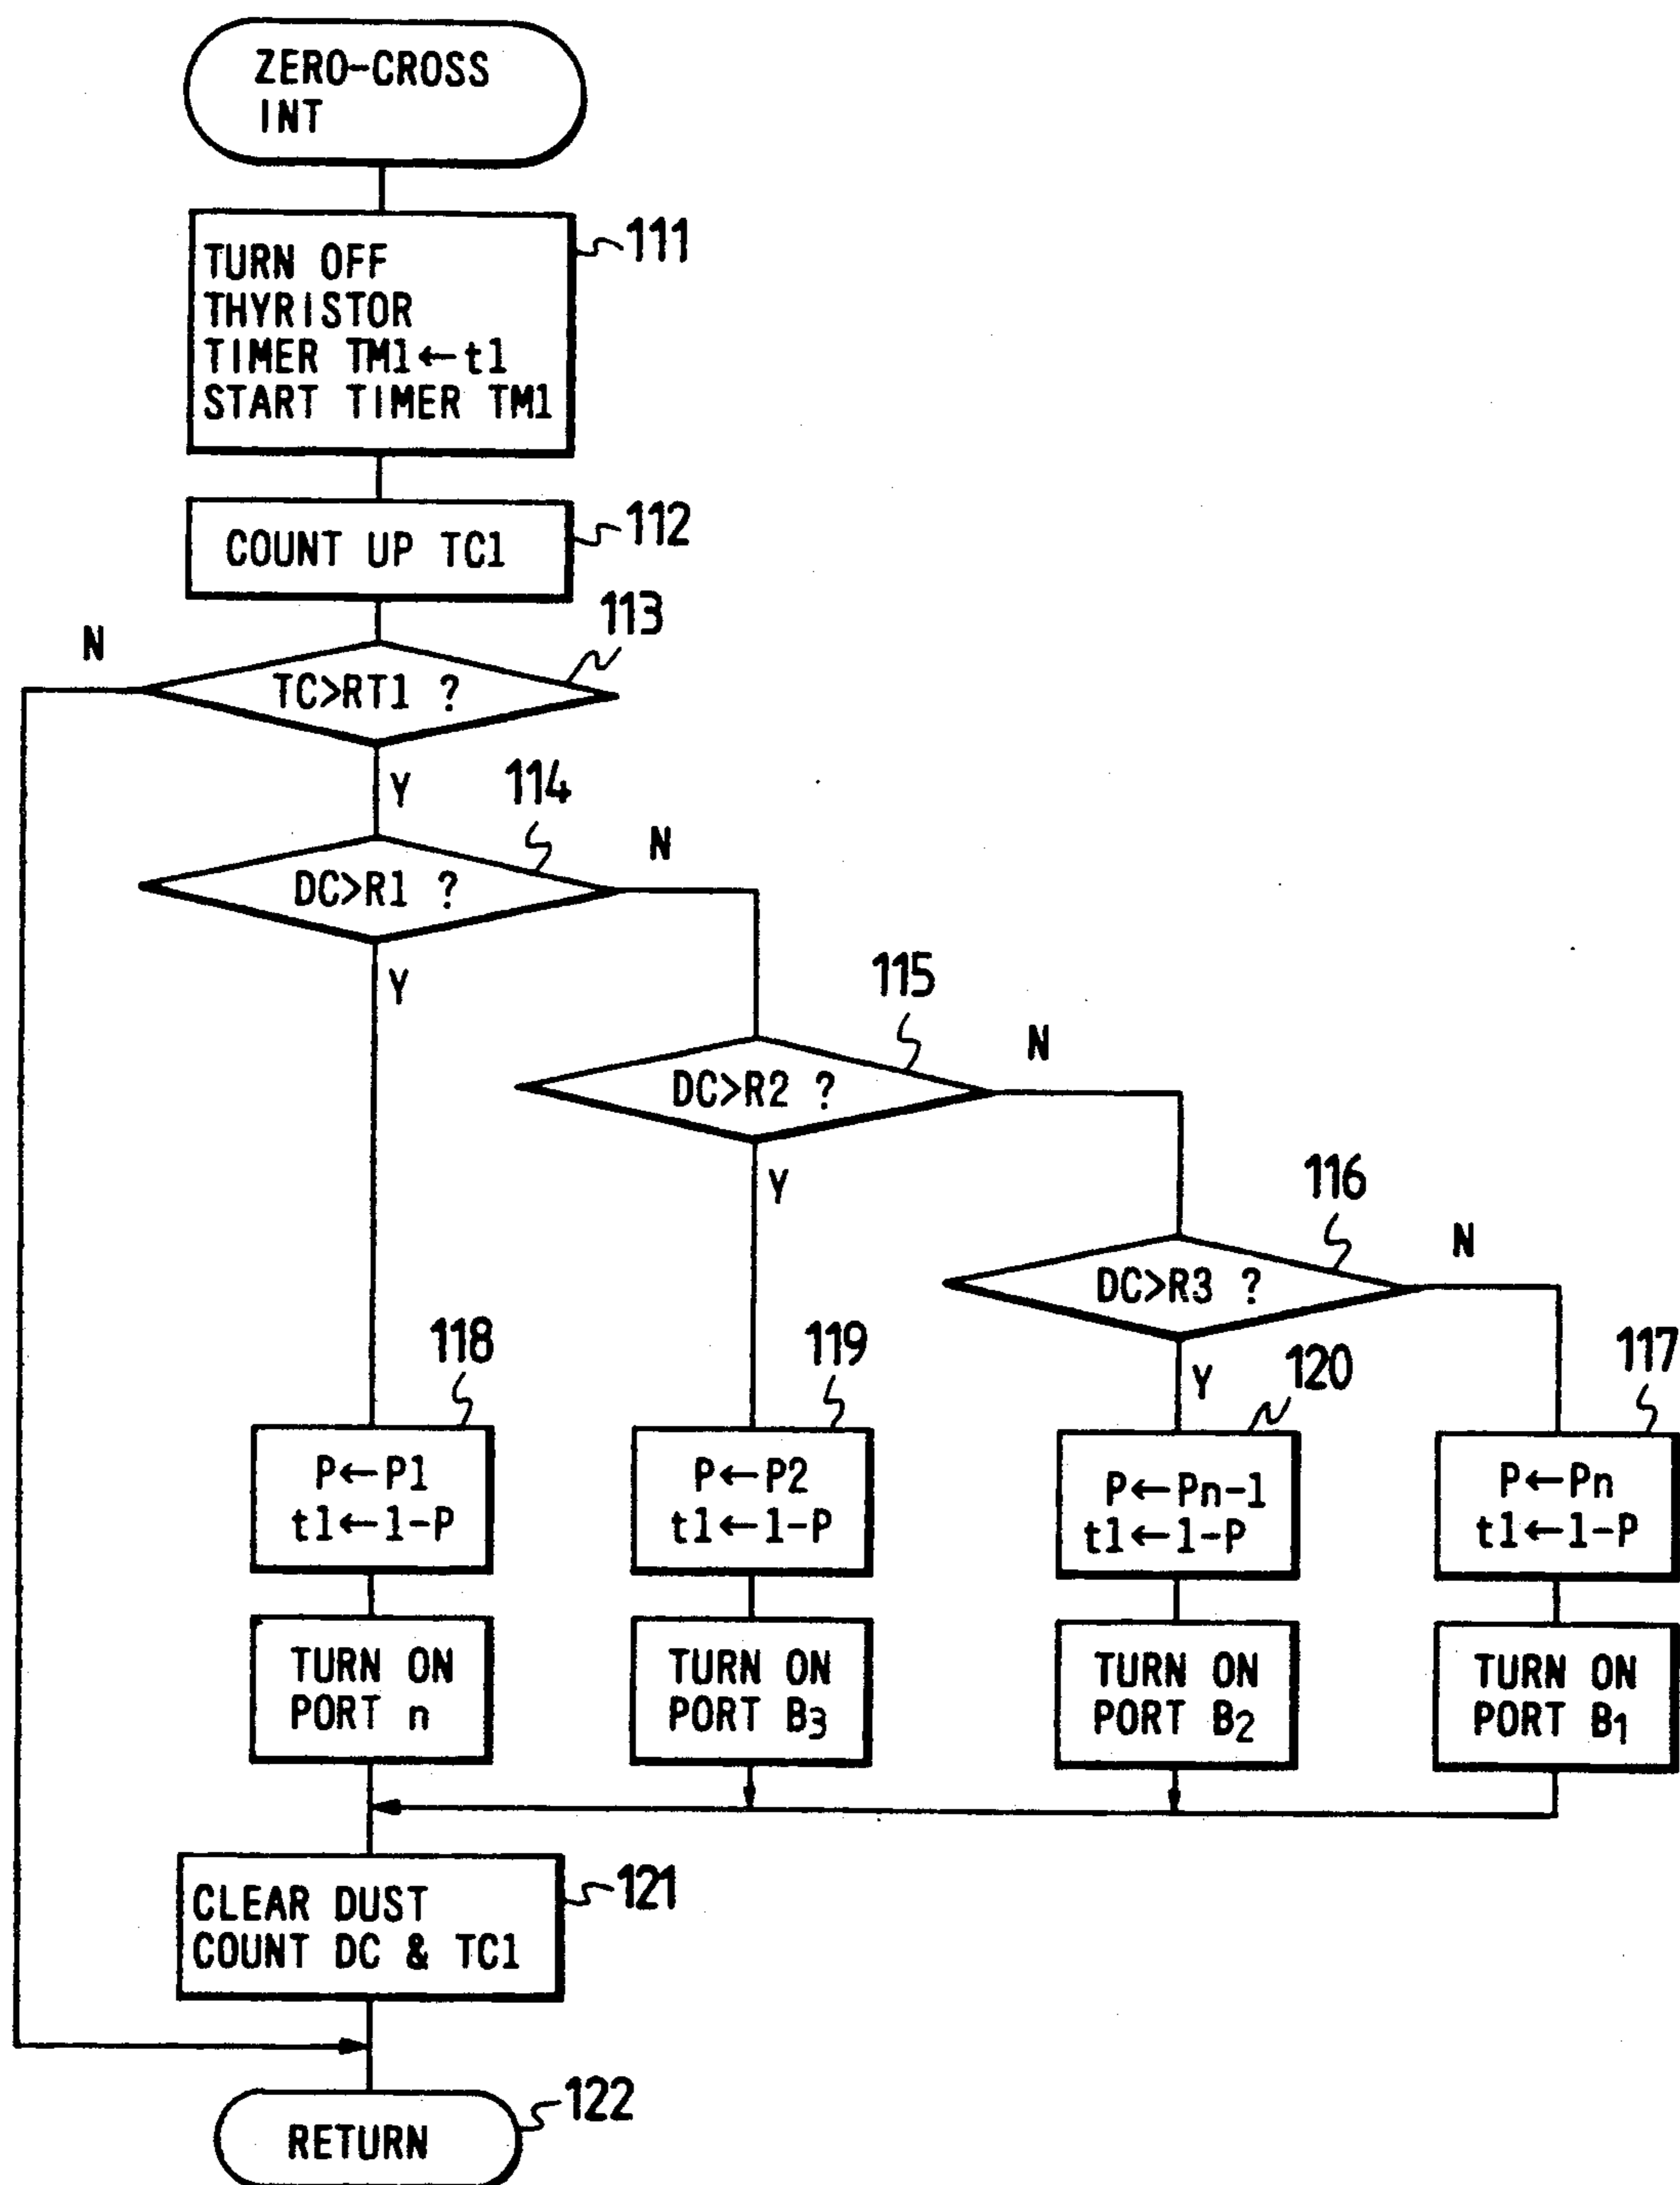 ZERO-CROSS
INT
TURN OFF
THYRISTOR
TIMER TM1←t1
START TIMER TM1
111
COUNT UP TC1
112
113
N
TC>RT1 ?
Y
114
N
DC>R1 ?
Y
115
N
DC>R2 ?
Y
116
N
DC>R3 ?
Y
118
P←P1
t1←1-P
119
P←P2
t1←1-P
120
P←Pn-1
t1←1-P
117
P←Pn
t1←1-P
TURN ON
PORT n
TURN ON
PORT B3
TURN ON
PORT B2
TURN ON
PORT B1
CLEAR DUST
COUNT DC & TC1
121
RETURN
122